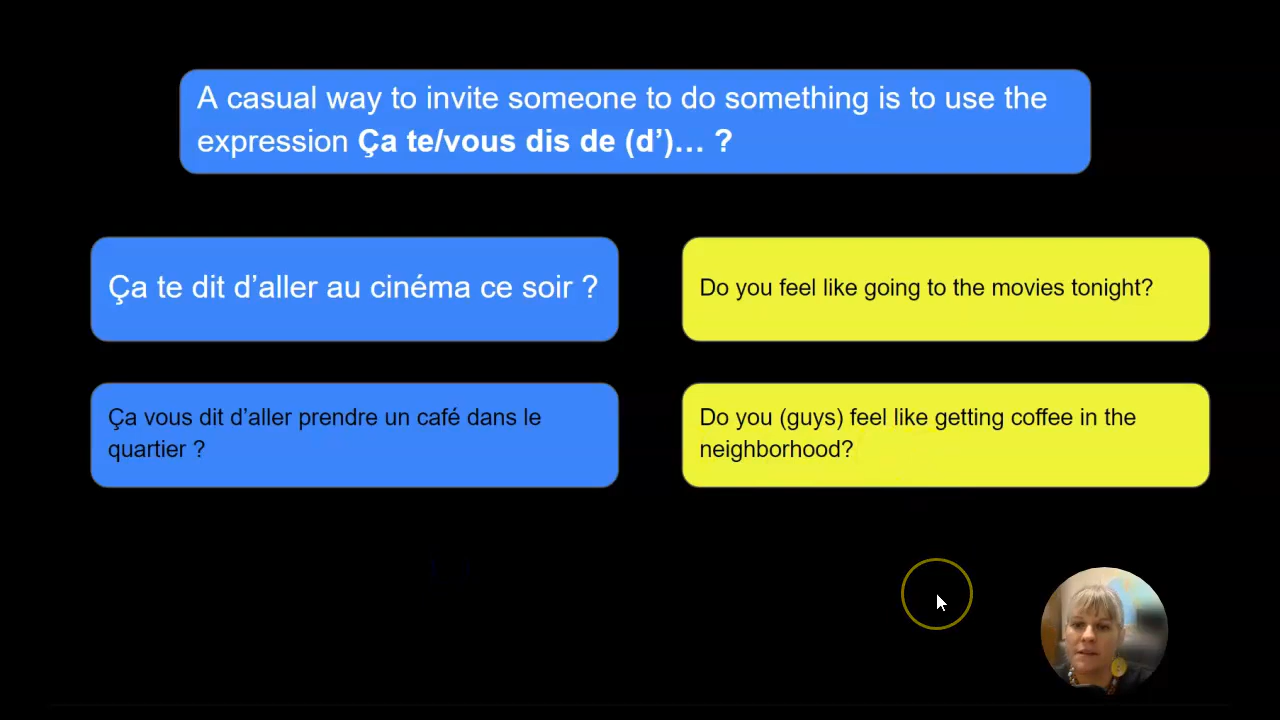 A casual way to invite someone to do something is to use the
expression Ça te/vous dis de (d’)… ?
Ça te dit d’aller au cinéma ce soir ?
Do you feel like going to the movies tonight?
Ça vous dit d’aller prendre un café dans le
quartier ?
Do you (guys) feel like getting coffee in the
neighborhood?